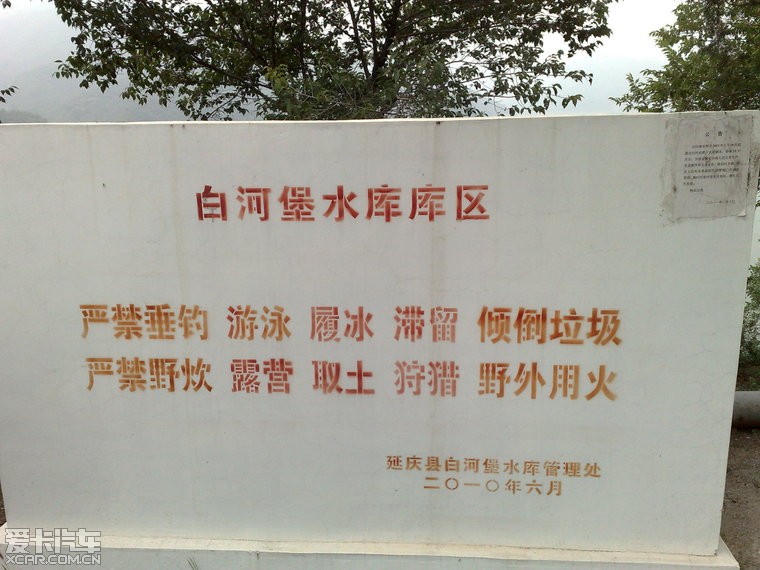 白河堡水库库区
严禁垂钓 游泳 履冰 滞留 倾倒垃圾
严禁野炊 露营 取土 狩猎 野外用火
延庆县白河堡水库管理处
二〇一〇年六月
公告
爱卡汽车
XCAR.COM.CN